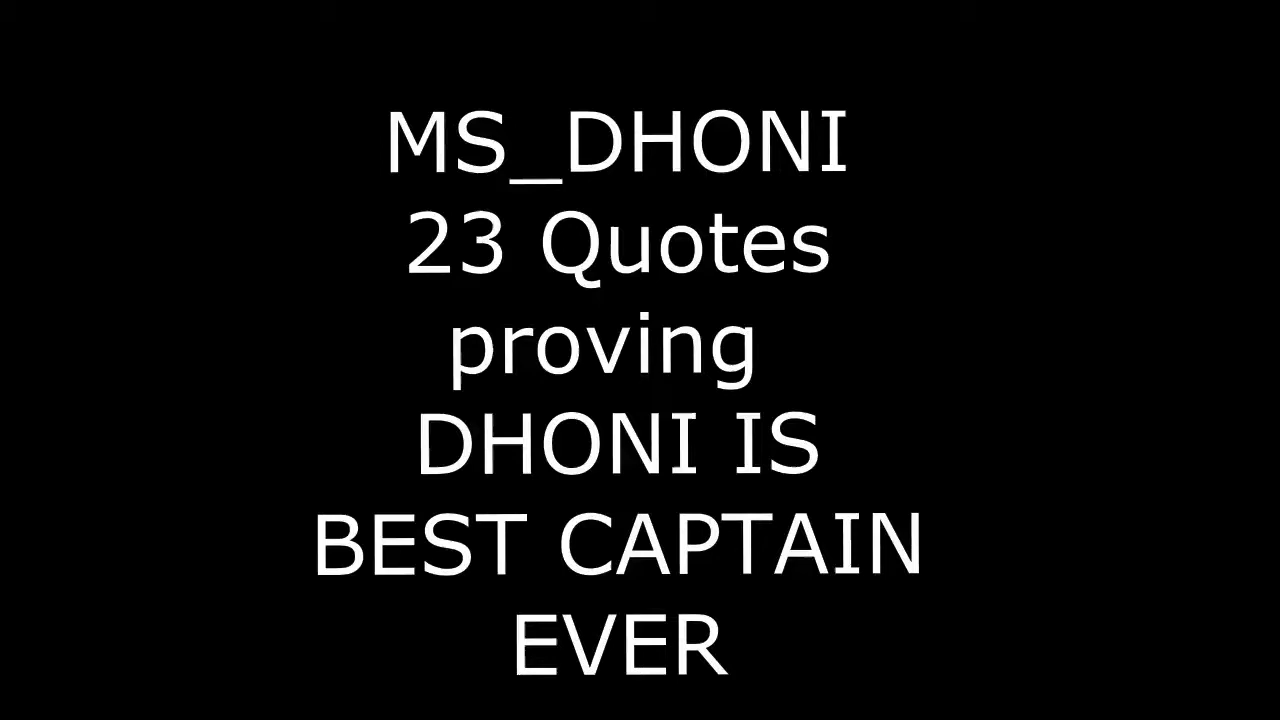 MS_DHONI
23 Quotes
proving
DHONI IS
BEST CAPTAIN
EVER